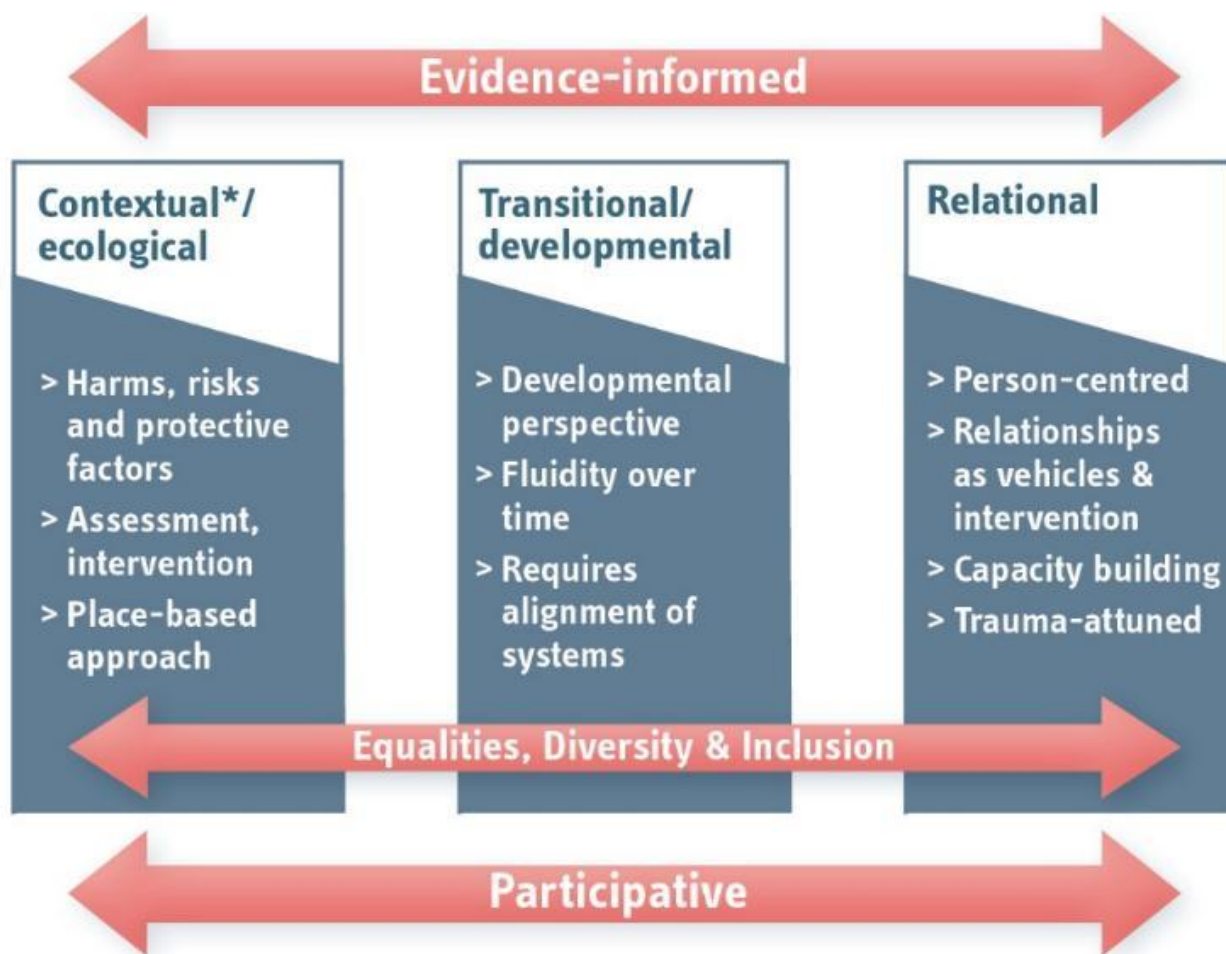 Evidence-informed
Contextual*/
ecological
> Harms, risks
and protective
factors
> Assessment,
intervention
> Place-based
approach
Transitional/
developmental
> Developmental
perspective
> Fluidity over
time
> Requires
alignment of
systems
Relational
> Person-centred
> Relationships
as vehicles &
intervention
> Capacity building
> Trauma-attuned
Equalities, Diversity & Inclusion
Participative